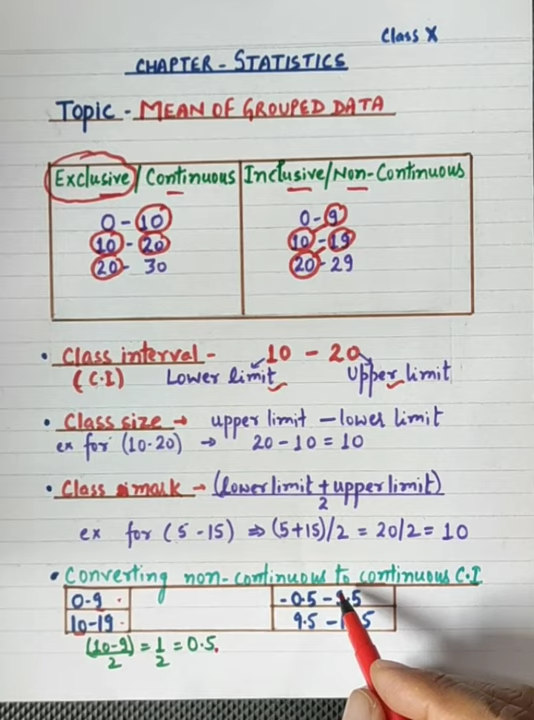 Class X
CHAPTER - STATISTICS
Topic - MEAN OF GROUPED DATA
Exclusive / Continuous
0 - 10
10 - 20
20 - 30
Inclusive/Non-Continuous
0 - 9
10 - 19
20 - 29
• Class interval - 10 - 20
(C.I) Lower limit Upper limit
• Class size → upper limit - lower limit
ex for (10-20) → 20 - 10 = 10
• Class mark - (lower limit + upper limit)
2
ex for (5 - 15) ⇒ (5+15)/2 = 20/2 = 10
• Converting non-continuous to continuous C.I
0-9 - 0.5 -
10-19 9.5 -
(10-9)/2 = 1/2 = 0.5.